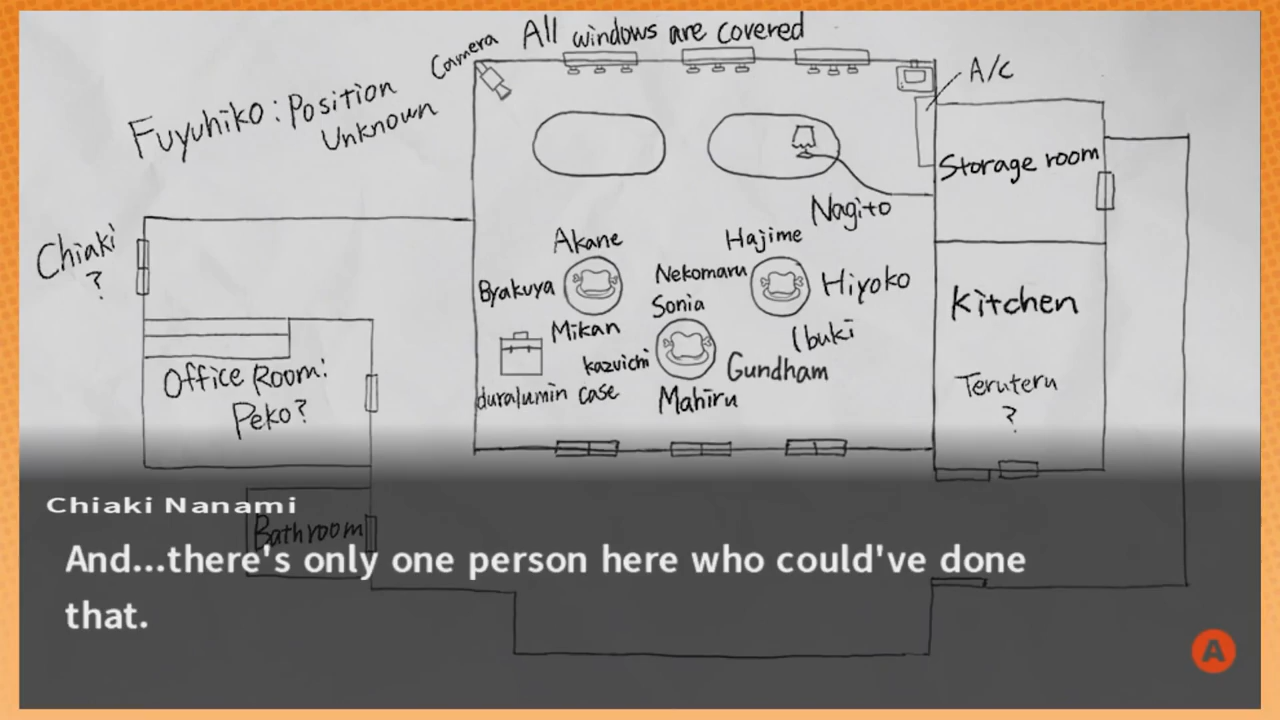 All windows are covered
Camera
A/C
Fuyuhiko: Position
Unknown
Storage room
Nagito
Chiaki
?
Akane
Hajime
Byakuya
Nekomaru
Hiyoko
Sonia
Kitchen
Mikan
Ibuki
kazuichi
Gundham
Office Room:
Peko?
duralumin case
Mahiru
Teruteru
?
Chiaki Nanami
Bathroom
And...there's only one person here who could've done
that.
A